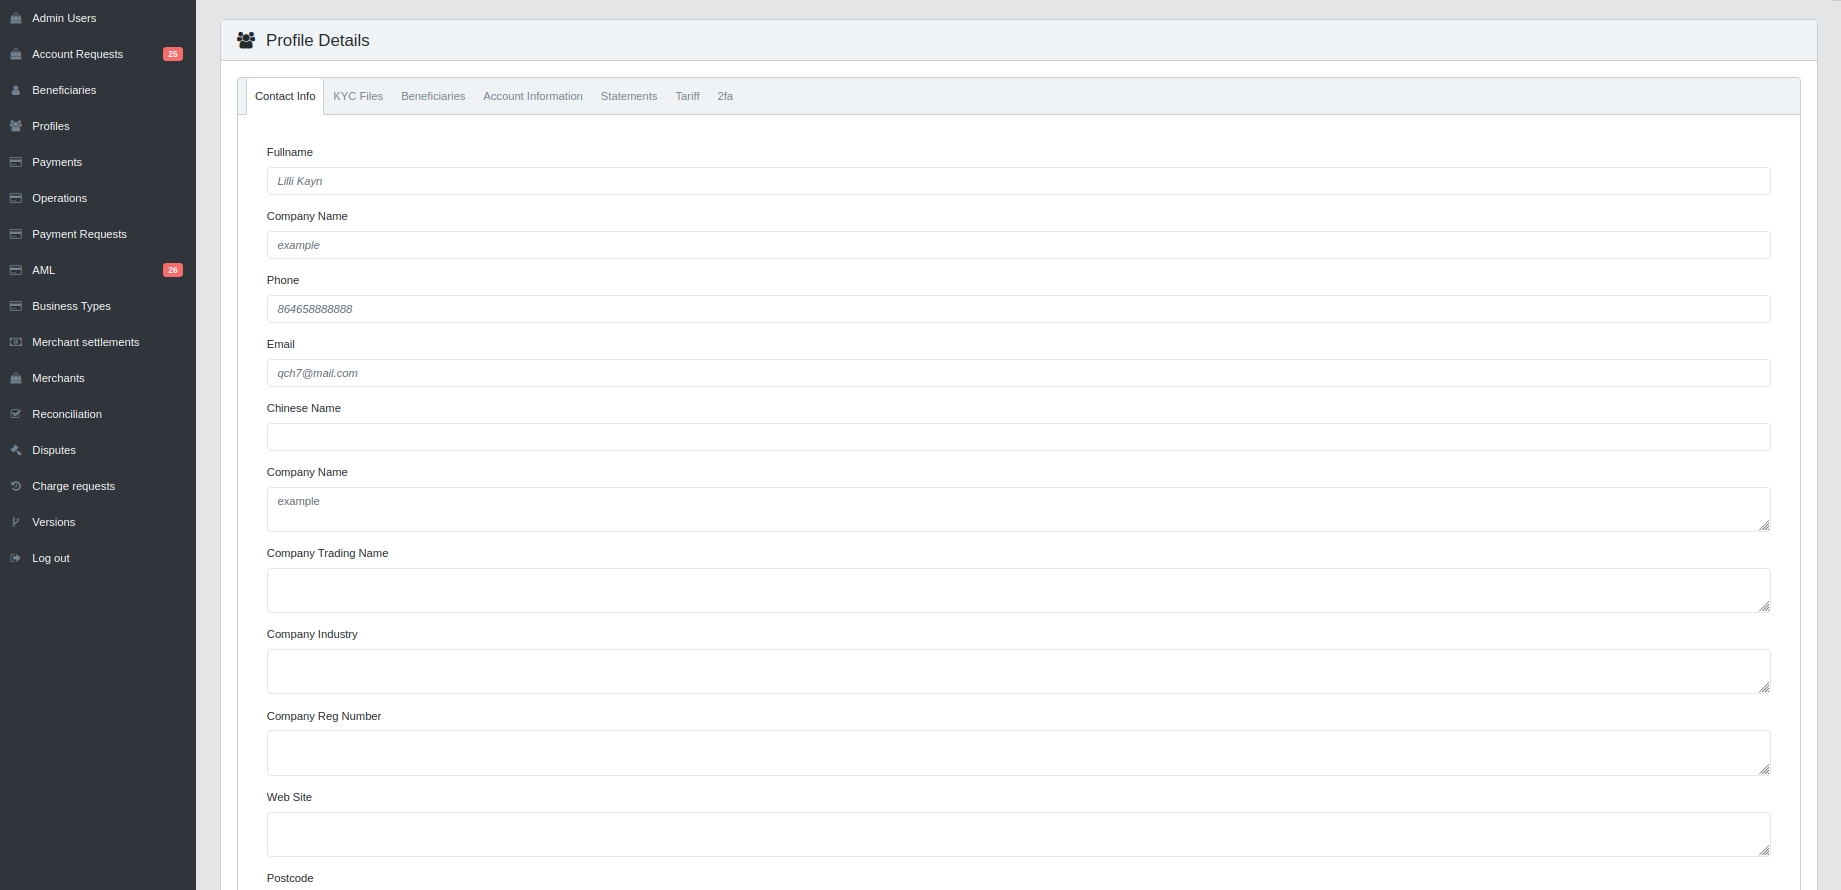 Admin Users
Account Requests 25
Beneficiaries
Profiles
Payments
Operations
Payment Requests
AML 26
Business Types
Merchant settlements
Merchants
Reconciliation
Disputes
Charge requests
Versions
Log out
Profile Details
Contact Info KYC Files Beneficiaries Account Information Statements Tariff 2fa
Fullname
Lilli Kayn
Company Name
example
Phone
864658888888
Email
qch7@mail.com
Chinese Name
Company Name
example
Company Trading Name
Company Industry
Company Reg Number
Web Site
Postcode